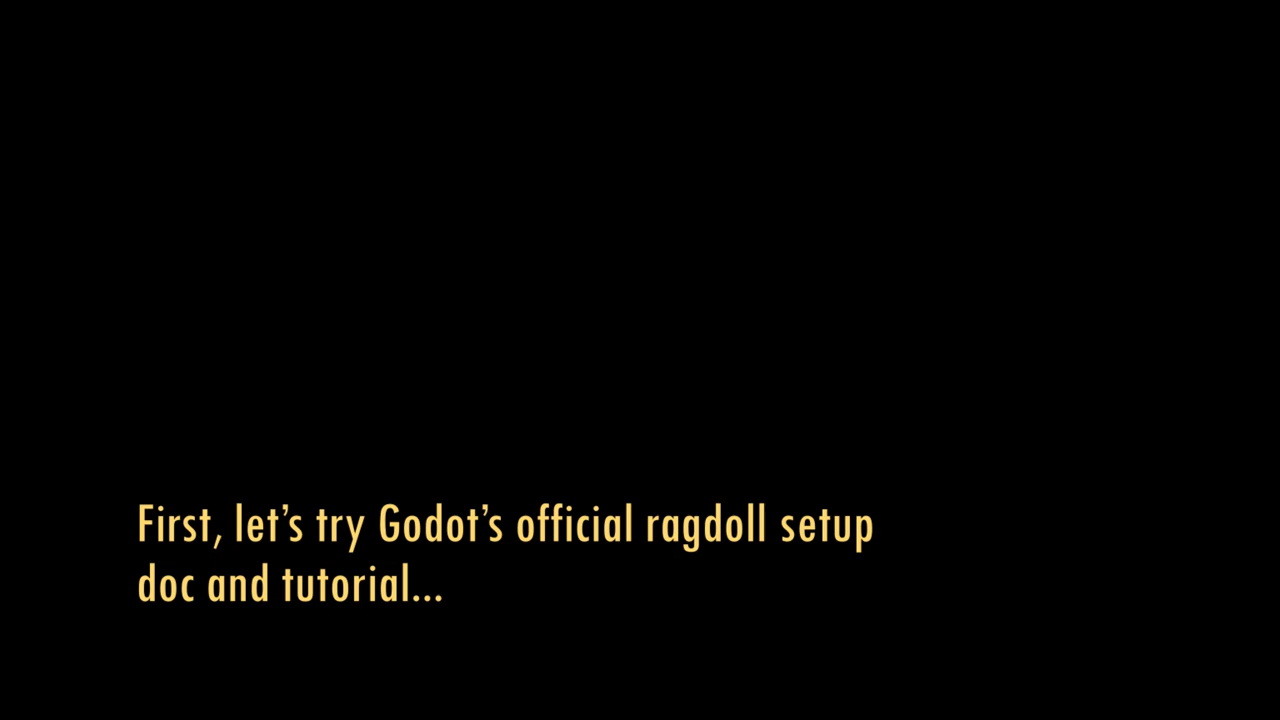 First, let’s try Godot’s official ragdoll setup
doc and tutorial...